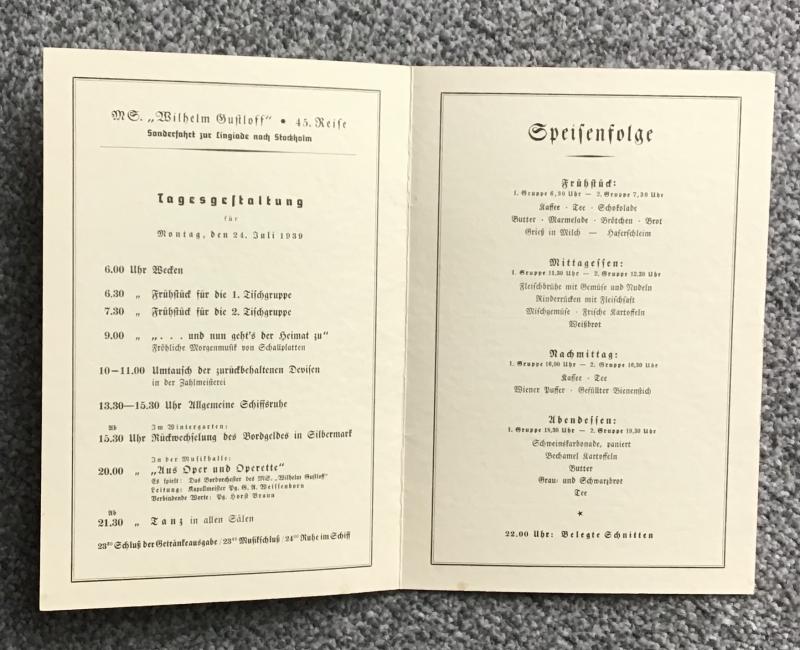 MS. „Wilhelm Gustloff“ • 45. Reise
Sonderfahrt zur Lingiade nach Stockholm
Tagesgestaltung
für
Montag, den 24. Juli 1939
6.00 Uhr Wecken
6.30 „ Frühstück für die 1. Tischgruppe
7.30 „ Frühstück für die 2. Tischgruppe
9.00 „ „. . . und nun geht's der Heimat zu“
Fröhliche Morgenmusik von Schallplatten
10—11.00 Umtausch der zurückbehaltenen Devisen
in der Zahlmeisterei
13.30—15.30 Uhr Allgemeine Schiffsruhe
Ab Im Wintergarten:
15.30 Uhr Rückwechselung des Bordgeldes in Silbermark
In der Musikhalle:
20.00 „ „Aus Oper und Operette“
Es spielt: Das Bordorchester des MS. „Wilhelm Gustloff“
Leitung: Kapellmeister Pg. G. A. Weissenborn
Verbindende Worte: Pg. Horst Braun
Ab
21.30 „ Tanz in allen Sälen
23³⁰ Schluß der Getränkeausgabe / 23⁴⁵ Musikschluß / 24⁰⁰ Ruhe im Schiff
Speisenfolge
Frühstück:
1. Gruppe 6,30 Uhr — 2. Gruppe 7,30 Uhr
Kaffee · Tee · Schokolade
Butter · Marmelade · Brötchen · Brot
Grieß in Milch — Haferschleim
Mittagessen:
1. Gruppe 11,30 Uhr — 2. Gruppe 12,30 Uhr
Fleischbrühe mit Gemüse und Nudeln
Rinderrücken mit Fleischsaft
Mischgemüse · Frische Kartoffeln
Weißbrot
Nachmittag:
1. Gruppe 16,00 Uhr — 2. Gruppe 16,30 Uhr
Kaffee · Tee
Wiener Puffer · Gefüllter Bienenstich
Abendessen:
1. Gruppe 18,30 Uhr — 2. Gruppe 19,30 Uhr
Schweinskarbonade, paniert
Bechamel Kartoffeln
Butter
Grau- und Schwarzbrot
Tee
*
22.00 Uhr: Belegte Schnitten